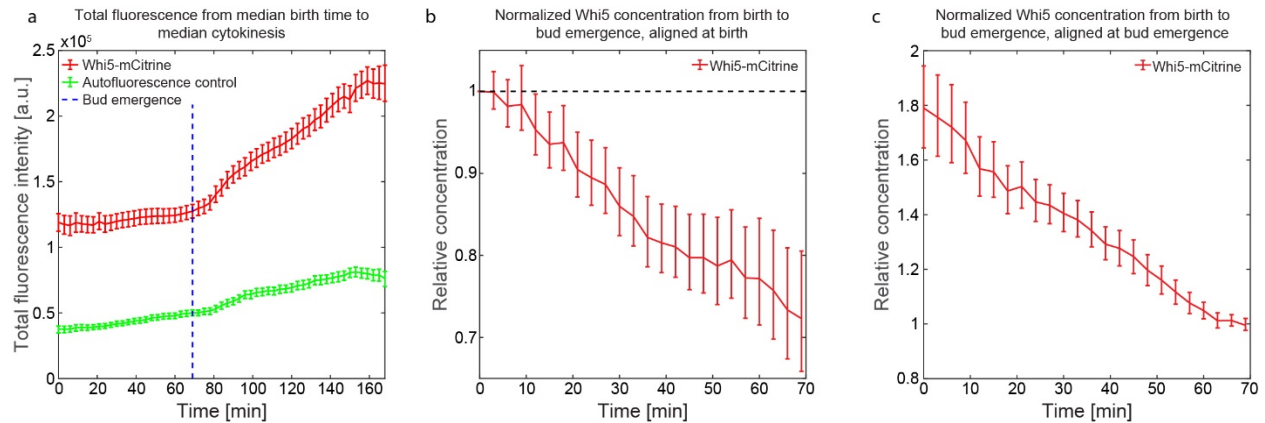 a
Total fluorescence from median birth time to
median cytokinesis
×10⁵
2.5
2
1.5
1
0.5
0
Total fluorescence intenity [a.u.]
Whi5-mCitrine
Autofluorescence control
Bud emergence
0 20 40 60 80 100 120 140 160
Time [min]
b
Normalized Whi5 concentration from birth to
bud emergence, aligned at birth
Whi5-mCitrine
1
0.9
0.8
0.7
Relative concentration
0 10 20 30 40 50 60 70
Time [min]
c
Normalized Whi5 concentration from birth to
bud emergence, aligned at bud emergence
2
1.8
1.6
1.4
1.2
1
0.8
Relative concentration
Whi5-mCitrine
0 10 20 30 40 50 60 70
Time [min]